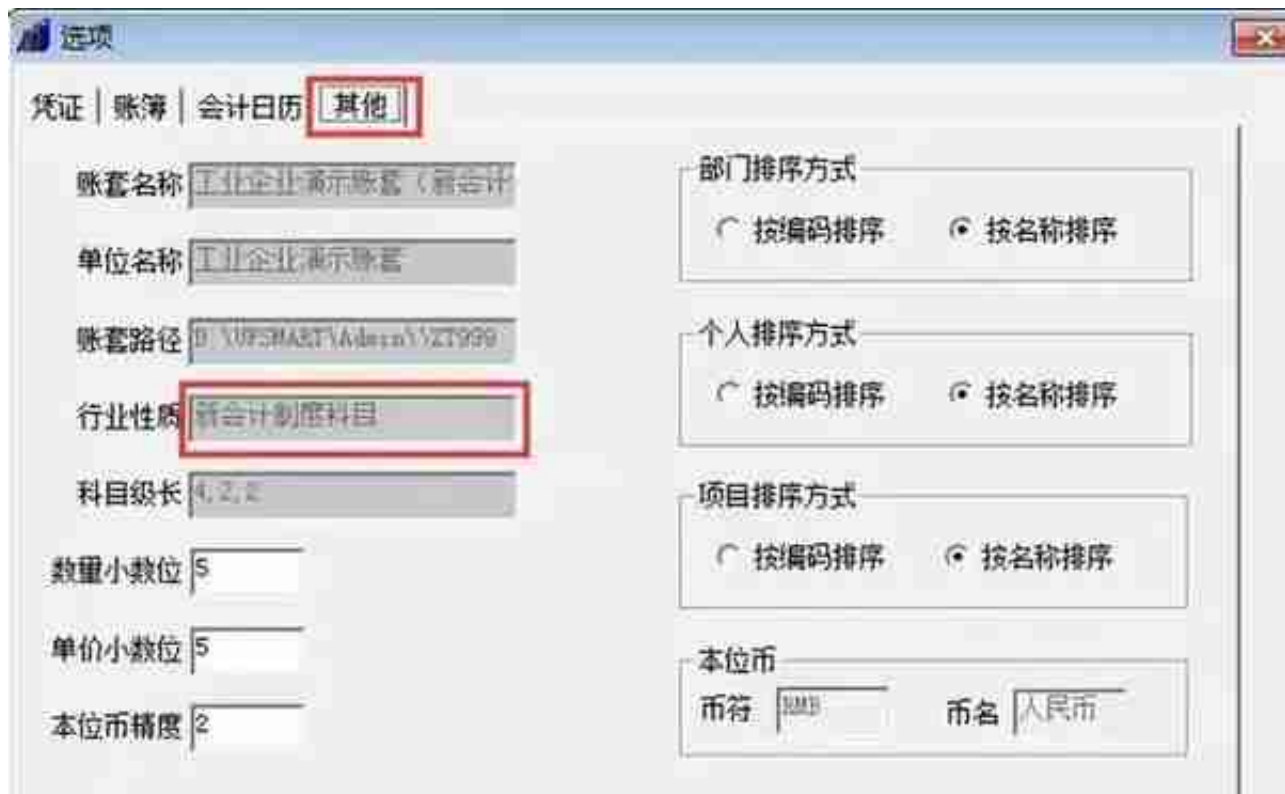 选项
凭证 账簿 会计日历 其他
账套名称 工业企业演示账套（新会计
单位名称 工业企业演示账套
账套路径 D:\UFSMART\Admin\\ZT999
行业性质 新会计制度科目
科目级长 4,2,2
数量小数位 5
单价小数位 5
本位币精度 2
部门排序方式
按编码排序 按名称排序
个人排序方式
按编码排序 按名称排序
项目排序方式
按编码排序 按名称排序
本位币
币符 RMB 币名 人民币